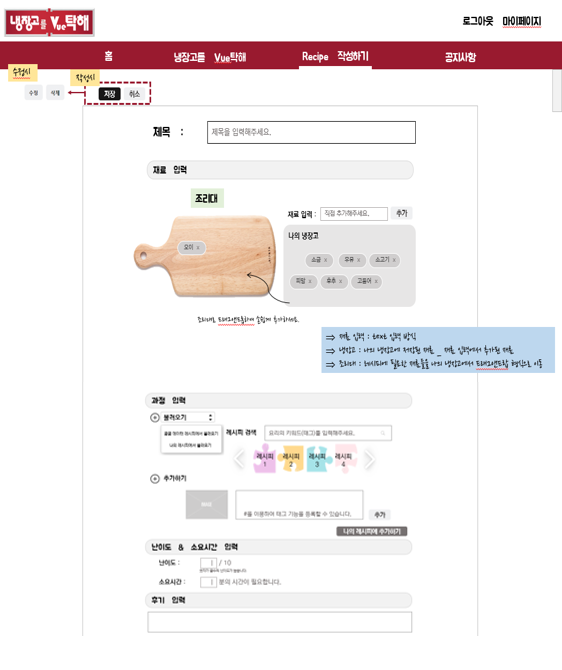 냉장고를 Vue탁해
로그아웃 마이페이지
홈 냉장고를 Vue탁해 Recipe 작성하기 공지사항
수정시
작성시
수정 삭제 저장 취소
제목 : 제목을 입력해주세요.
재료 입력
조리대
재료 입력 : 직접 추가해주세요. 추가
나의 냉장고
오이 x
소금 x 우유 x 소고기 x
피망 x 후추 x 고등어 x
조리대로 드래그앤드롭하여 손쉽게 추가하세요.
⇒ 재료 입력 : text 입력 방식
⇒ 냉장고 : 나의 냉장고에 저장된 재료 _ 재료 입력에서 추가된 재료
⇒ 조리대 : 레시피에 필요한 재료들을 나의 냉장고에서 드래그앤드롭 형식으로 이동
과정 입력
불러오기
레시피 검색 요리의 키워드(태그)를 입력해주세요.
나의 레시피에서 불러오기
레시피 1 레시피 2 레시피 3 레시피 4
추가하기
#을 이용하여 태그 기능을 등록할 수 있습니다. 추가
나의 레시피에 추가하기
난이도 & 소요시간 입력
난이도 : / 10
소요시간 : 분의 시간이 필요합니다.
후기 입력